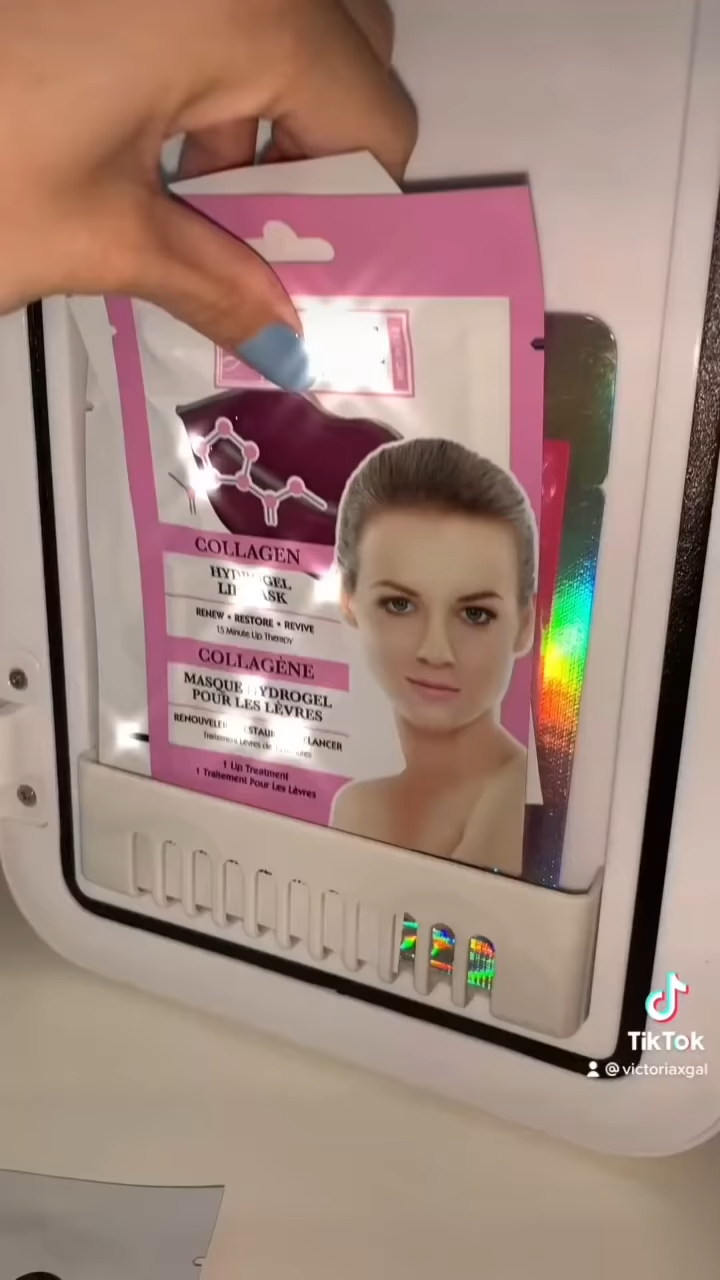 COLLAGEN
RENEW • RESTORE • REVIVE
15 Minute Lip Therapy
COLLAGÈNE
MASQUE HYDROGEL
POUR LES LÈVRES
1 Lip Treatment
1 Traitement Pour Les Lèvres
TikTok
@victoriaxgal